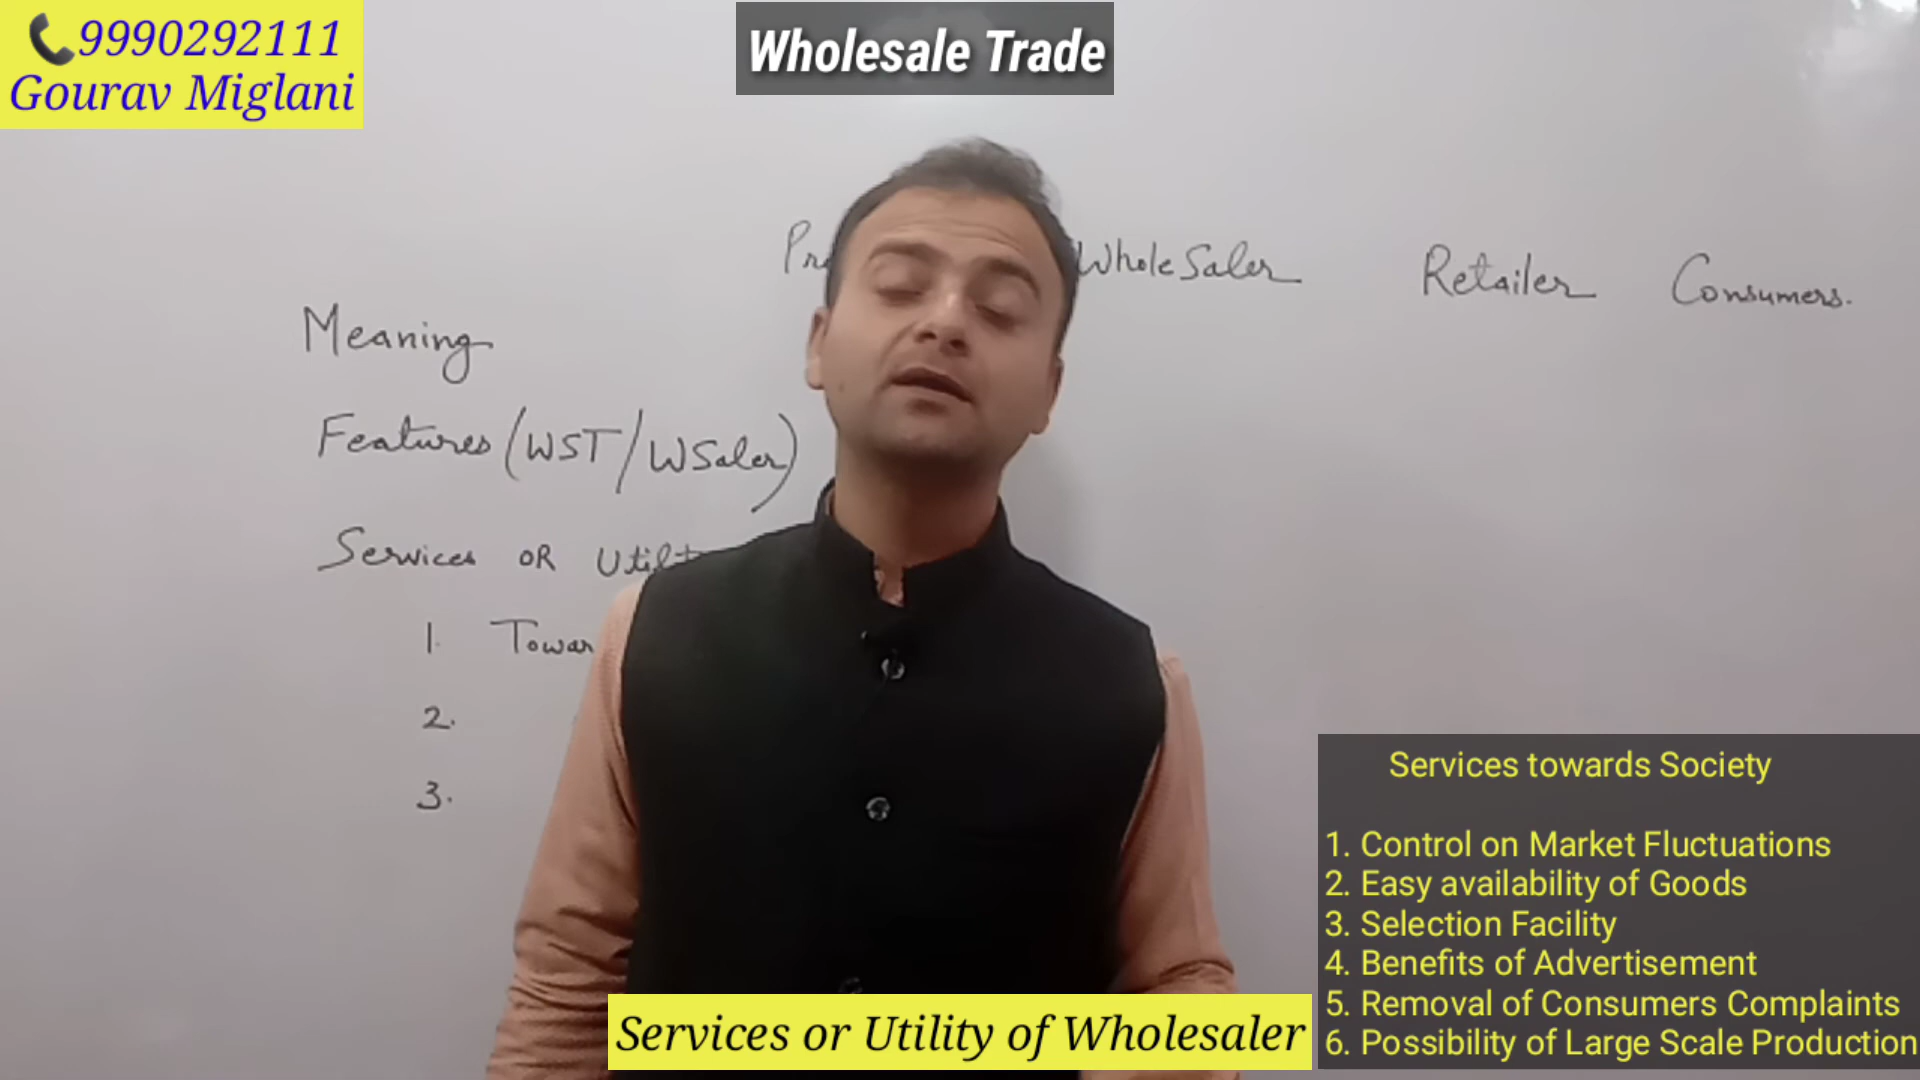 9990292111
Gourav Miglani
Wholesale Trade
WholeSaler Retailer Consumers.
Meaning
Features (WST/WSaler)
Services OR
1.
2.
3.
Services towards Society
1. Control on Market Fluctuations
2. Easy availability of Goods
3. Selection Facility
4. Benefits of Advertisement
5. Removal of Consumers Complaints
6. Possibility of Large Scale Production
Services or Utility of Wholesaler